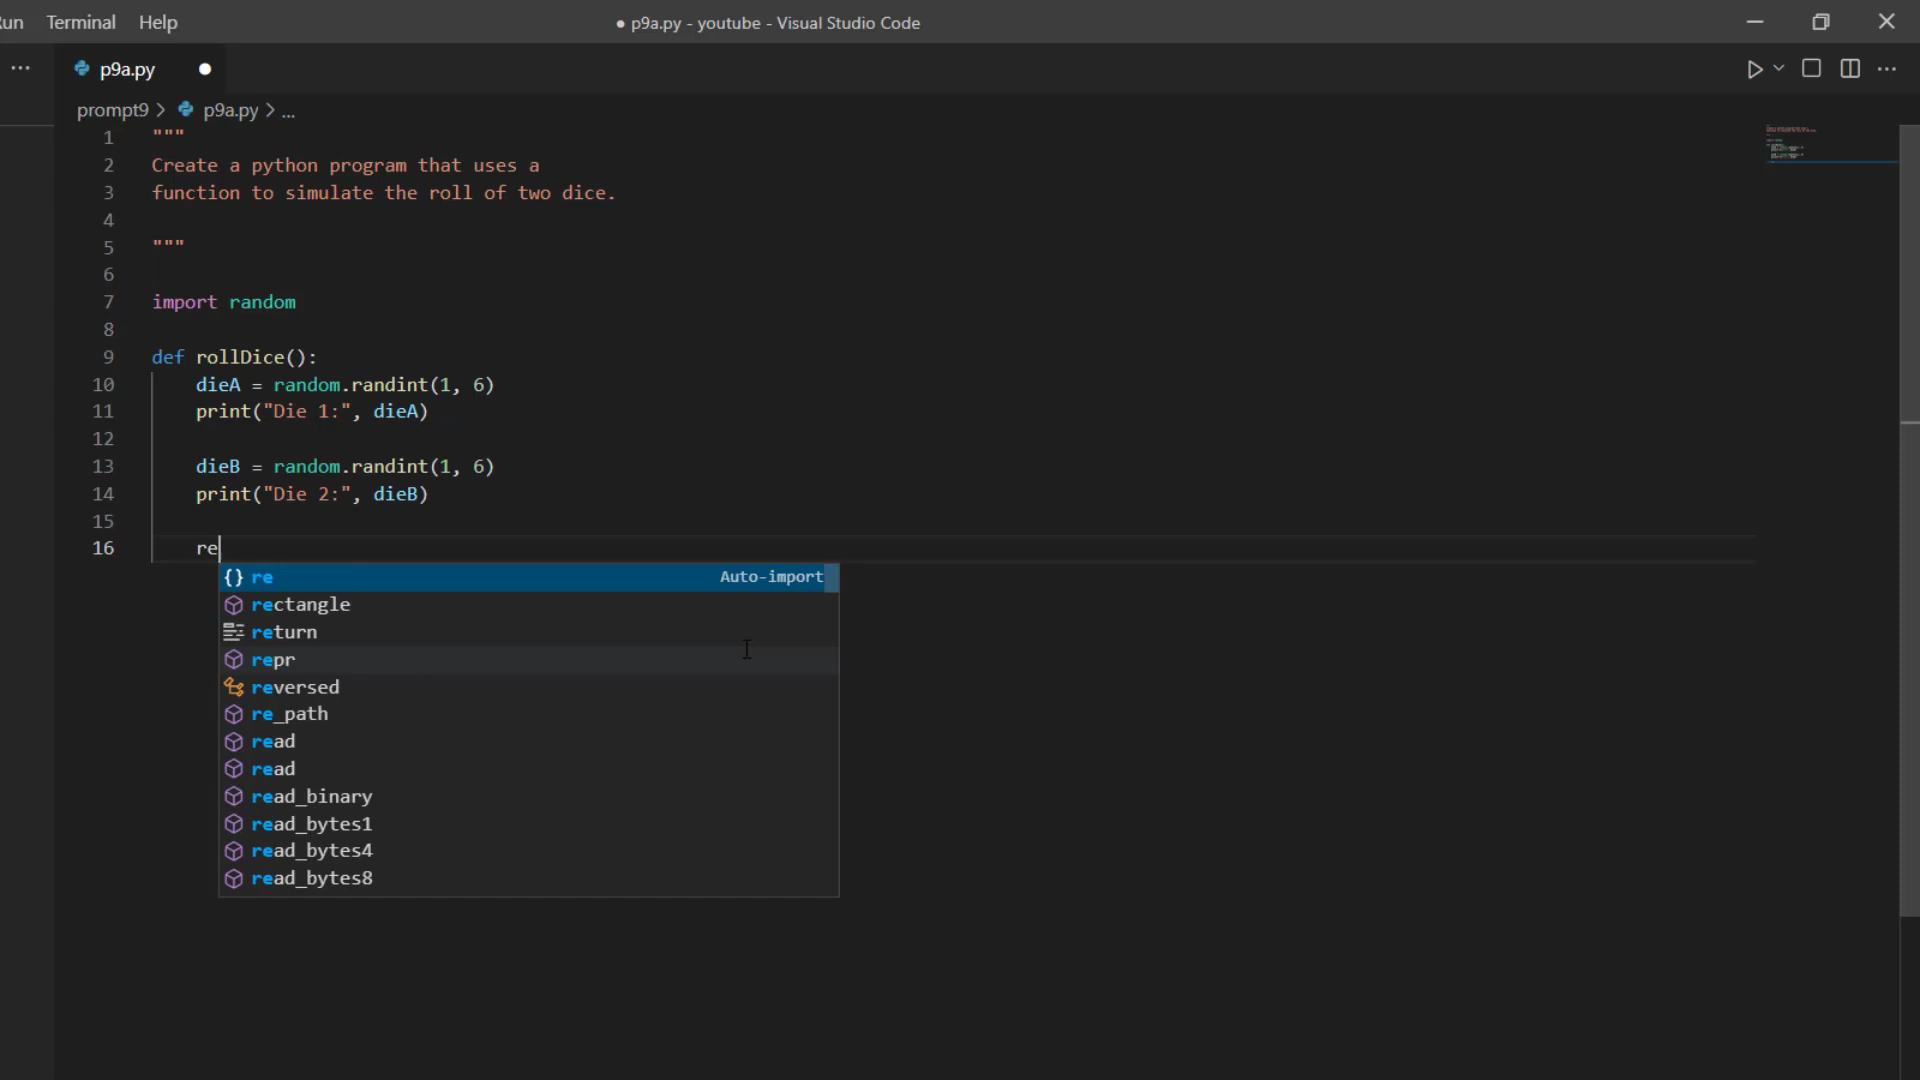 Run Terminal Help
● p9a.py - youtube - Visual Studio Code
p9a.py
prompt9 > p9a.py > ...
1 """
2 Create a python program that uses a
3 function to simulate the roll of two dice.
4
5 """
6
7 import random
8
9 def rollDice():
10 dieA = random.randint(1, 6)
11 print("Die 1:", dieA)
12
13 dieB = random.randint(1, 6)
14 print("Die 2:", dieB)
15
16 re
{} re Auto-import
rectangle
return
repr
reversed
re_path
read
read
read_binary
read_bytes1
read_bytes4
read_bytes8